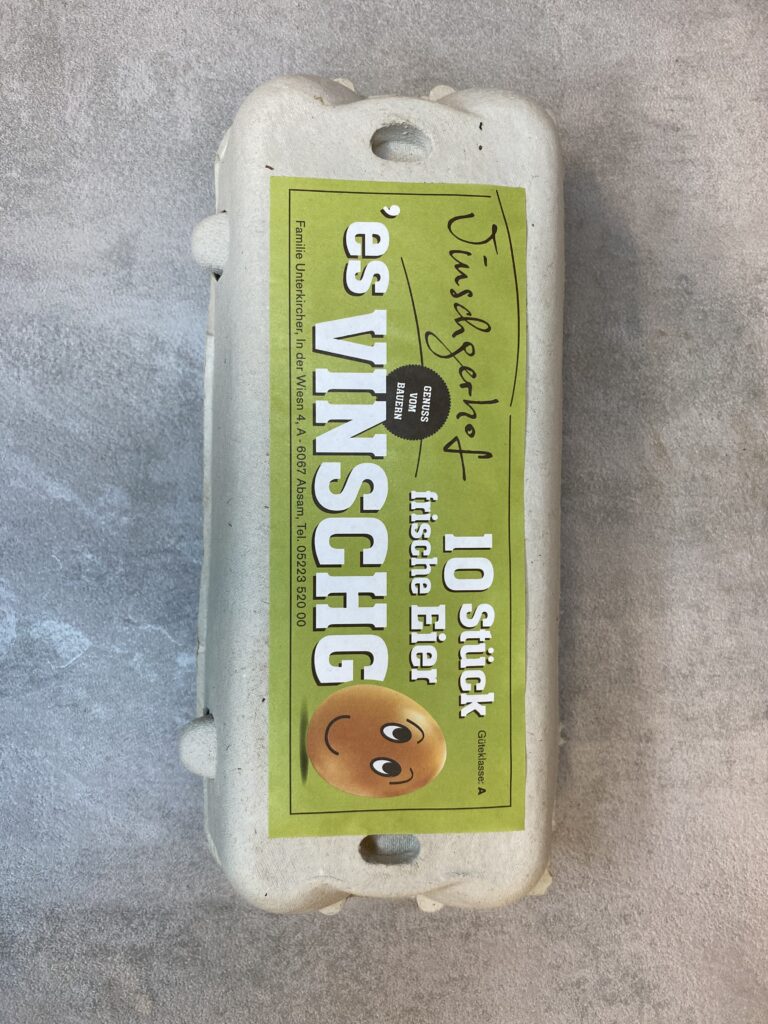 Vinschgerhof
GENUSS
VOM
BAUERN
10 Stück
frische Eier
Güteklasse: A
'es VINSCHG
Familie Unterkircher, In der Wiesn 4, A - 6067 Absam, Tel. 05223 520 00